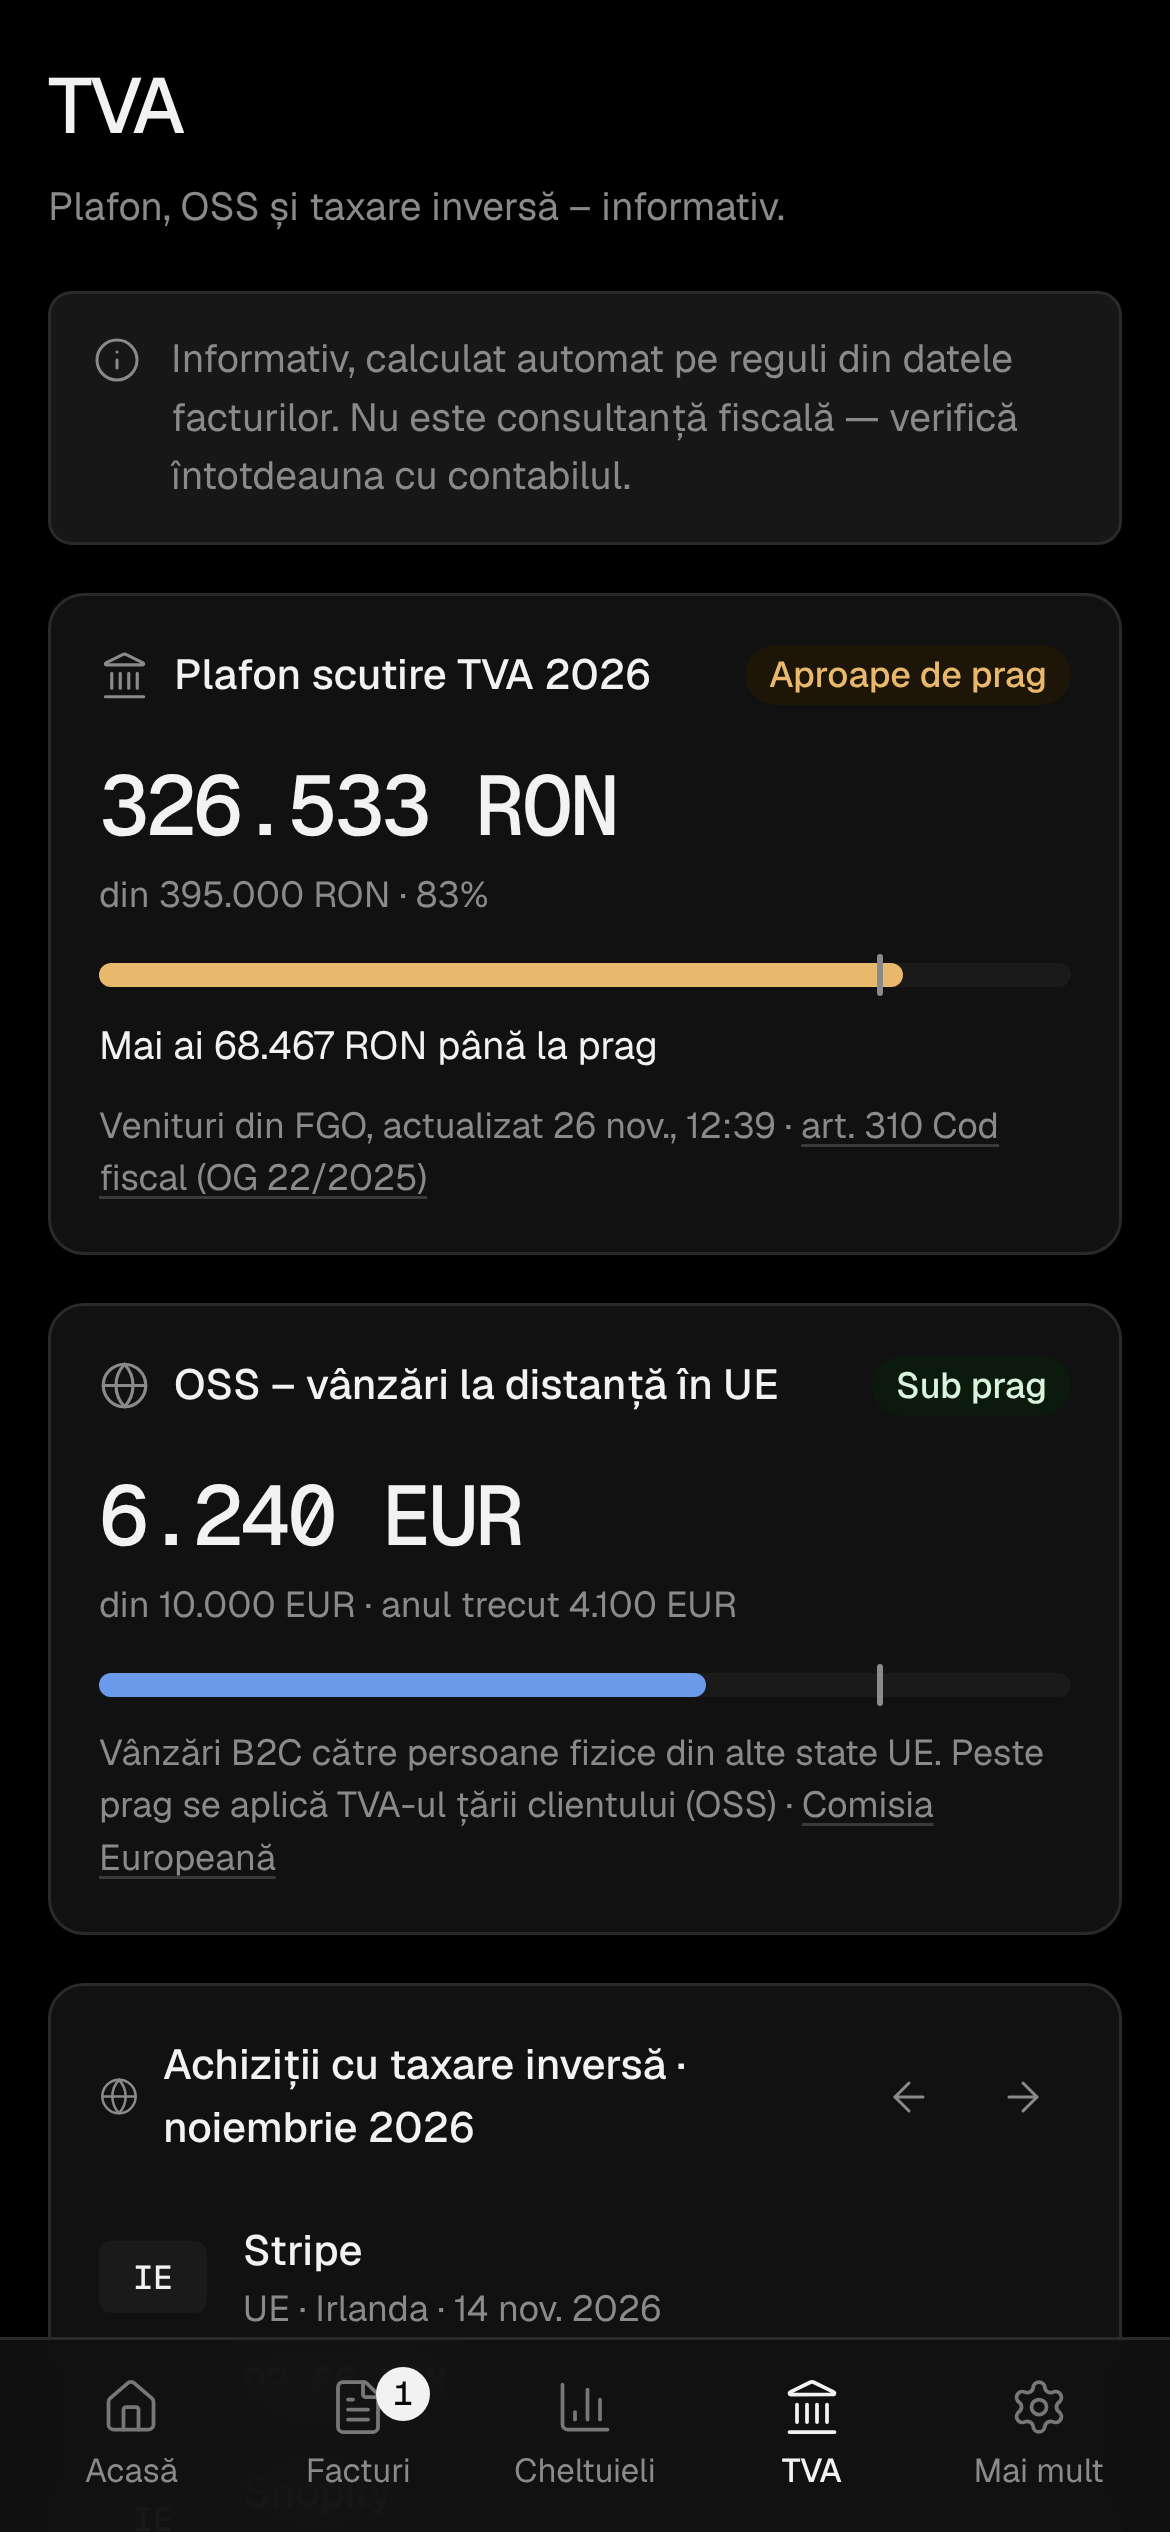 TVA
Plafon, OSS și taxare inversă – informativ.
Informativ, calculat automat pe reguli din datele
facturilor. Nu este consultanță fiscală — verifică
întotdeauna cu contabilul.
Plafon scutire TVA 2026
Aproape de prag
326.533 RON
din 395.000 RON · 83%
Mai ai 68.467 RON până la prag
Venituri din FGO, actualizat 26 nov., 12:39 · art. 310 Cod
fiscal (OG 22/2025)
OSS – vânzări la distanță în UE
Sub prag
6.240 EUR
din 10.000 EUR · anul trecut 4.100 EUR
Vânzări B2C către persoane fizice din alte state UE. Peste
prag se aplică TVA-ul țării clientului (OSS) · Comisia
Europeană
Achiziții cu taxare inversă ·
noiembrie 2026
IE
Stripe
UE · Irlanda · 14 nov. 2026
1
Acasă
Facturi
Cheltuieli
TVA
Mai mult
Shopify
IE